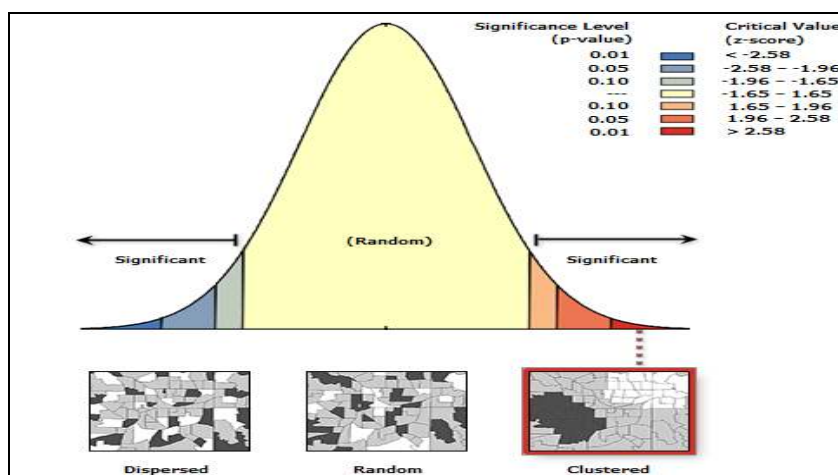 Significance Level Critical Value
(p-value) (z-score)
0.01 < -2.58
0.05 -2.58 – -1.96
0.10 -1.96 – -1.65
--- -1.65 – 1.65
0.10 1.65 – 1.96
0.05 1.96 – 2.58
0.01 > 2.58
(Random)
Significant Significant
Dispersed Random Clustered